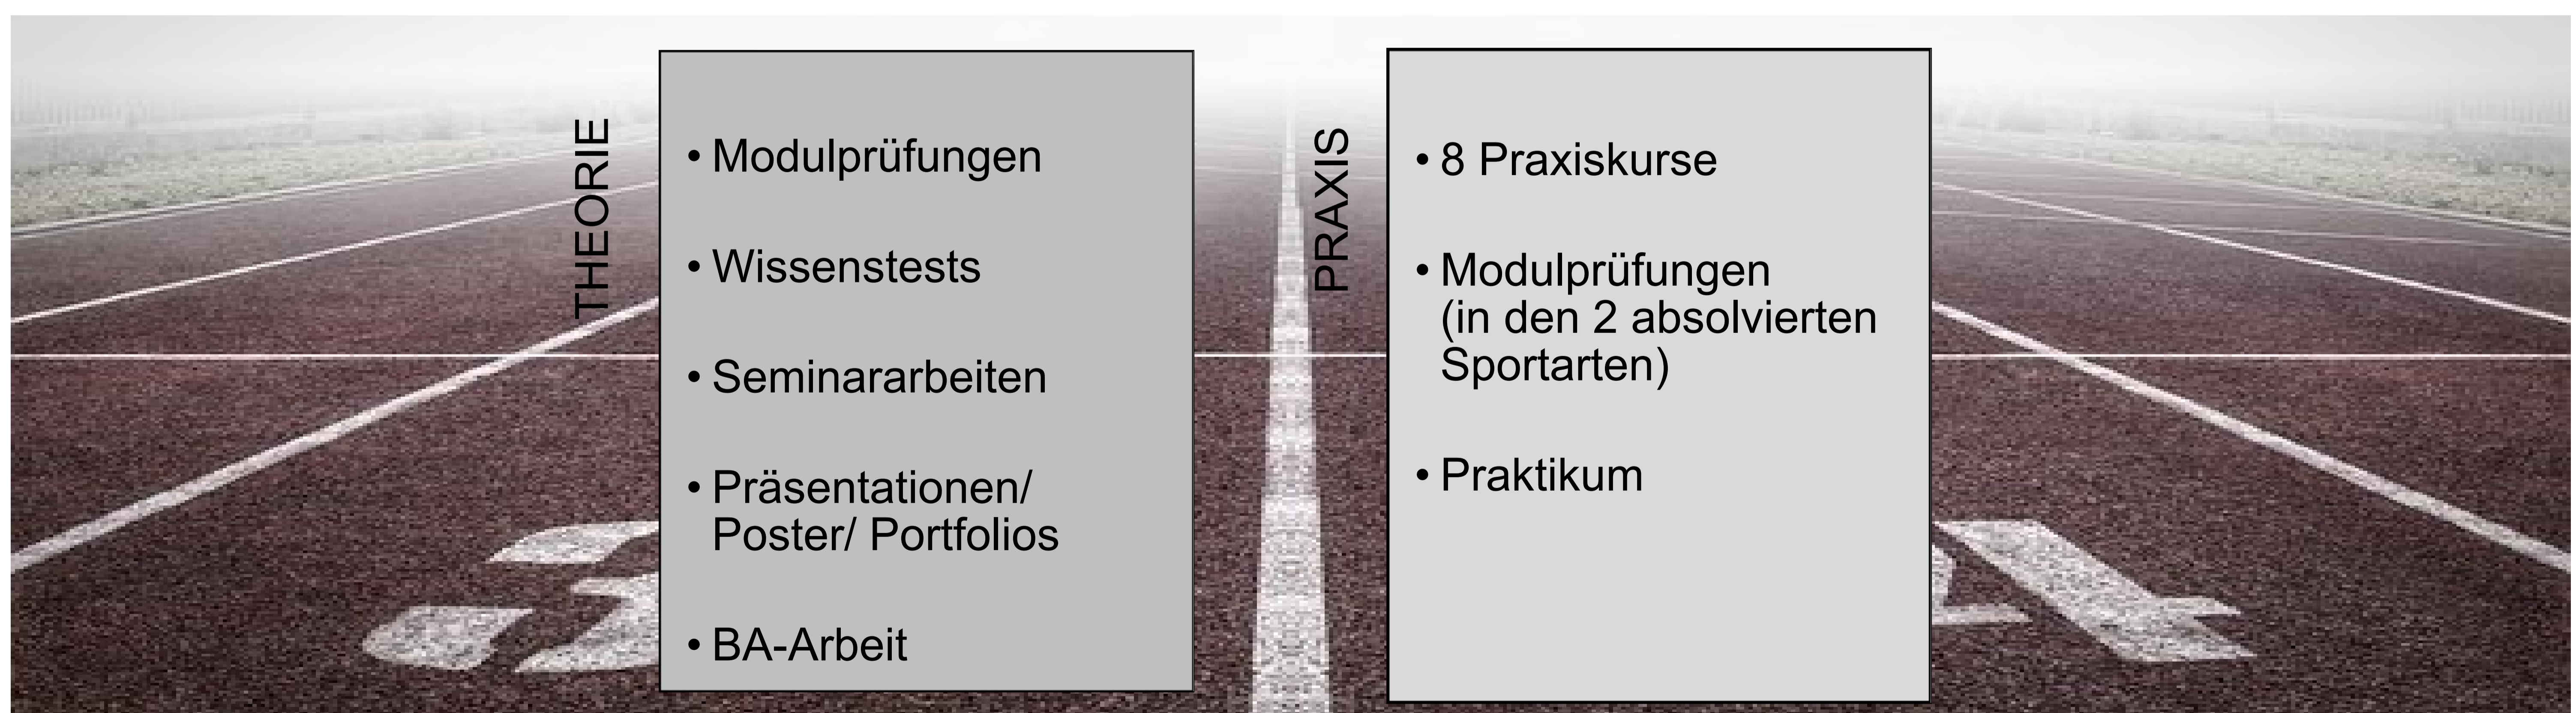 THEORIE
• Modulprüfungen
• Wissenstests
• Seminararbeiten
• Präsentationen/
Poster/ Portfolios
• BA-Arbeit
PRAXIS
• 8 Praxiskurse
• Modulprüfungen
(in den 2 absolvierten
Sportarten)
• Praktikum